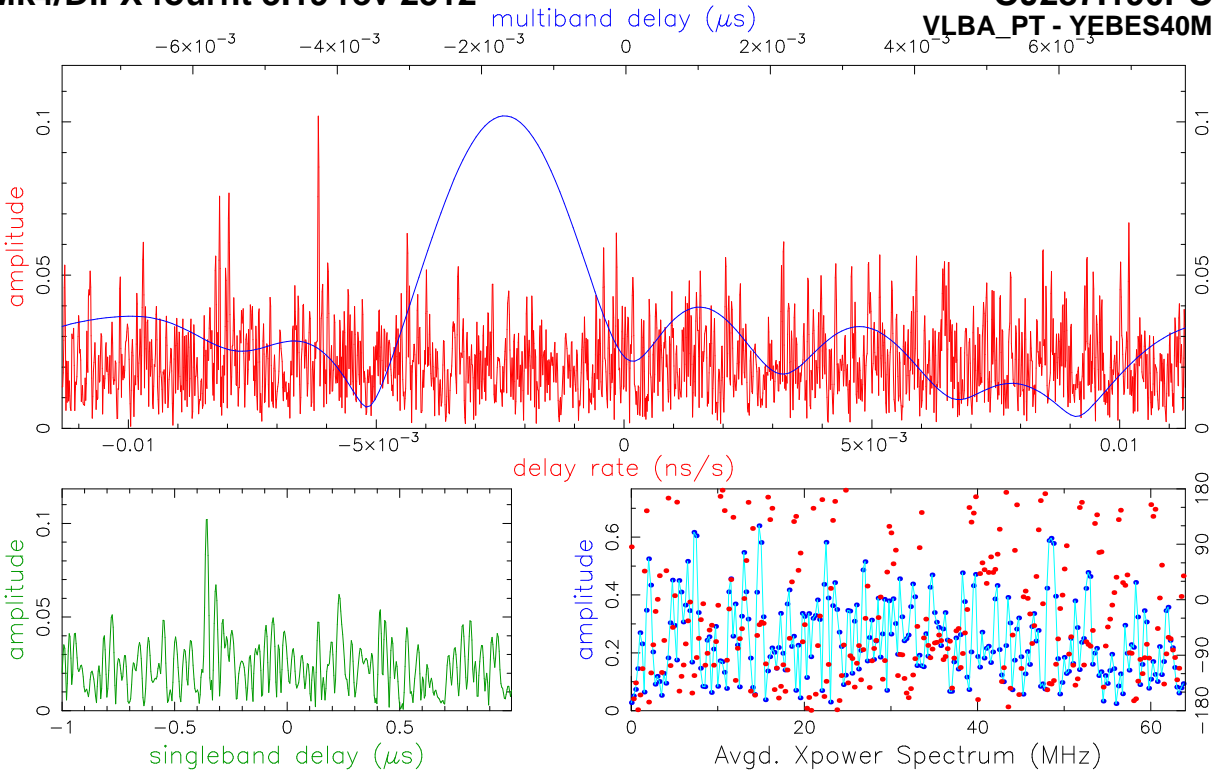 multiband delay (μs)
VLBA_PT - YEBES40M
−6×10⁻³ −4×10⁻³ −2×10⁻³ 0 2×10⁻³ 4×10⁻³ 6×10⁻³
amplitude
0 0.05 0.1
0 0.05 0.1
−0.01 −5×10⁻³ 0 5×10⁻³ 0.01
delay rate (ns/s)
amplitude
0 0.05 0.1
−1 −0.5 0 0.5
singleband delay (μs)
amplitude
0 0.2 0.4 0.6
−180 −90 0 90 180
0 20 40 60
Avgd. Xpower Spectrum (MHz)